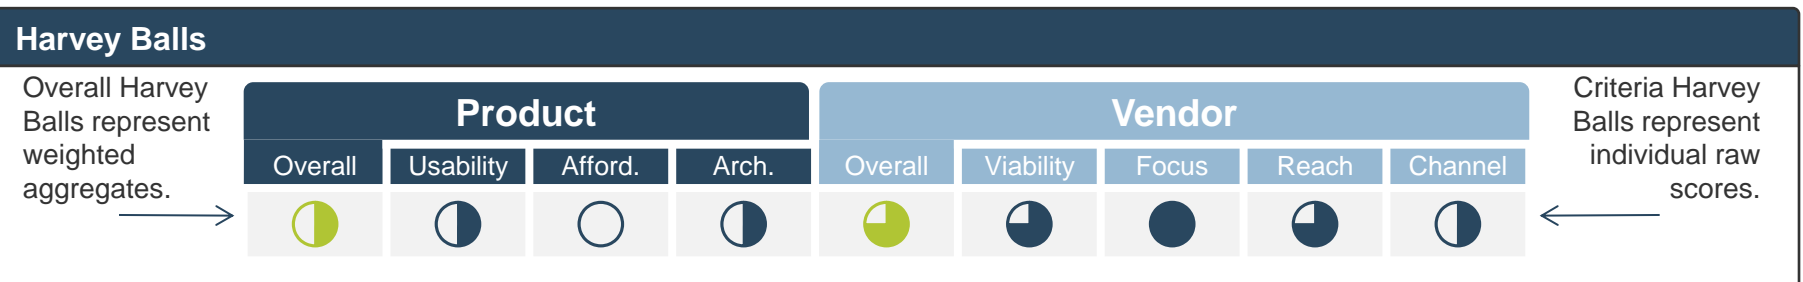 Harvey Balls
Overall Harvey
Balls represent
weighted
aggregates.
Product
Vendor
Overall
Usability
Afford.
Arch.
Overall
Viability
Focus
Reach
Channel
Criteria Harvey
Balls represent
individual raw
scores.